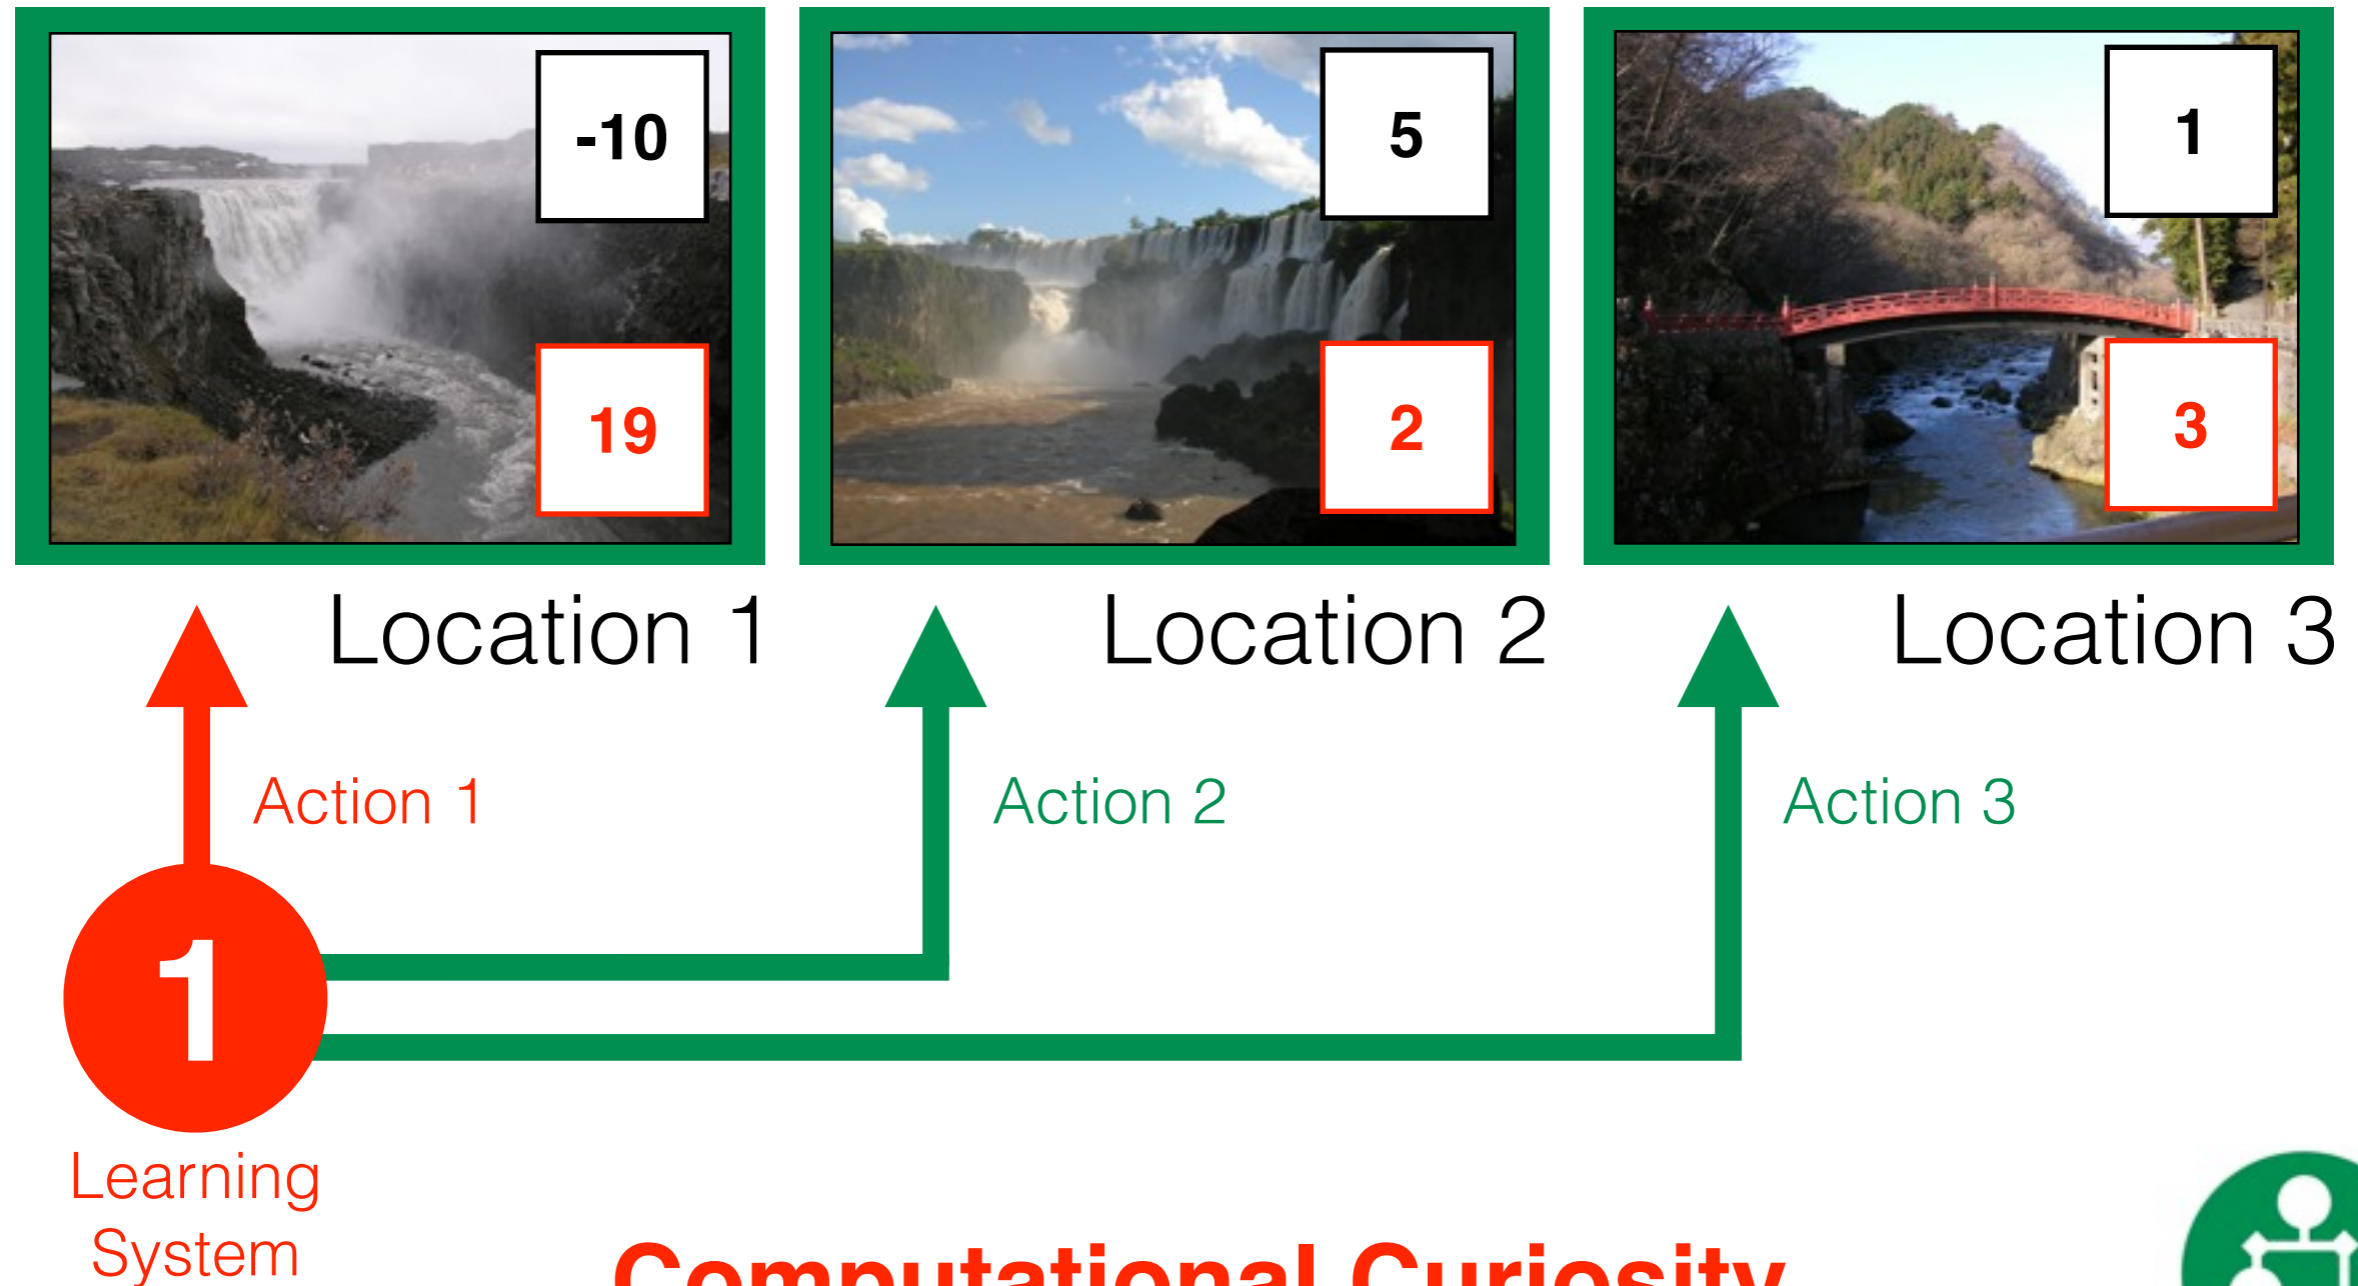 -10
5
1
19
2
3
Location 1
Location 2
Location 3
Action 1
Action 2
Action 3
1
Learning
System
Computational Curiosity